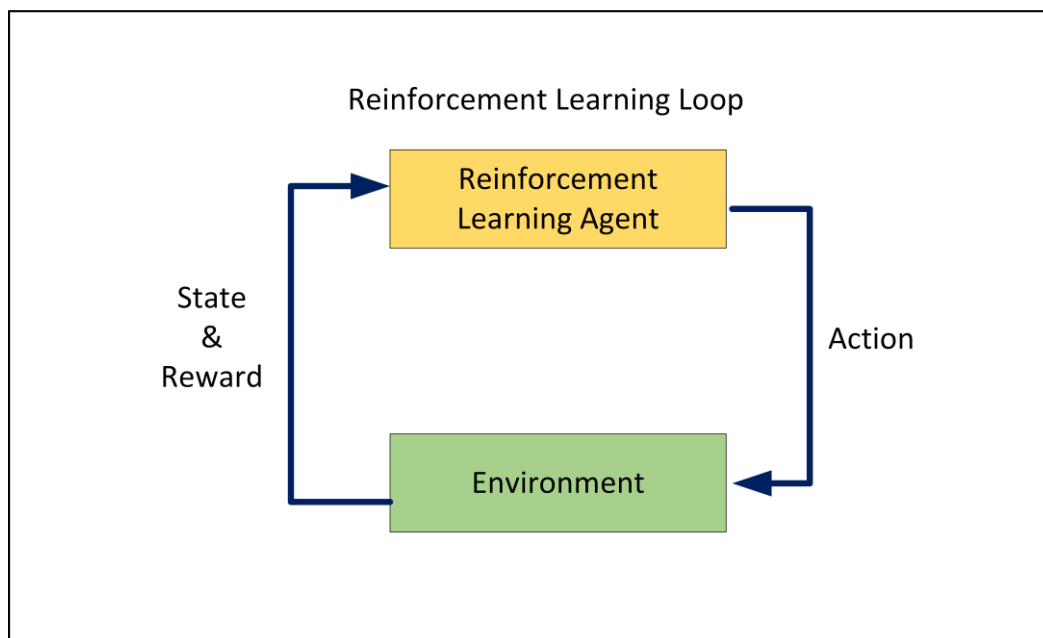 Reinforcement Learning Loop
Reinforcement
Learning Agent
State
&
Reward
Action
Environment